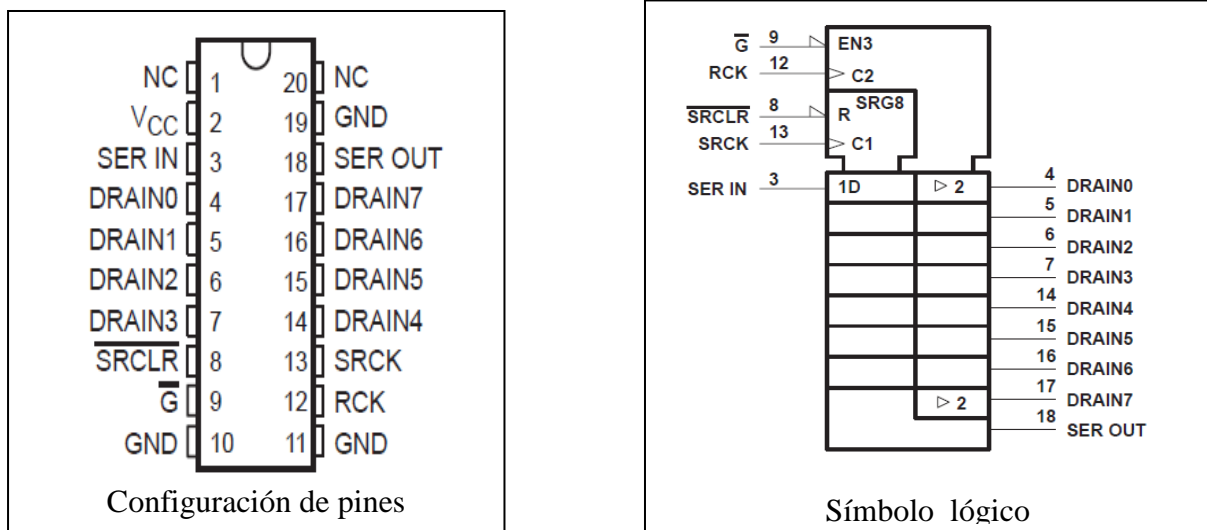 NC 1 20 NC
V_CC 2 19 GND
SER IN 3 18 SER OUT
DRAIN0 4 17 DRAIN7
DRAIN1 5 16 DRAIN6
DRAIN2 6 15 DRAIN5
DRAIN3 7 14 DRAIN4
S̅R̅C̅L̅R̅ 8 13 SRCK
G̅ 9 12 RCK
GND 10 11 GND
Configuración de pines
G̅ 9 EN3
RCK 12 C2
SRG8
S̅R̅C̅L̅R̅ 8 R
SRCK 13 C1
SER IN 3 1D 2 4 DRAIN0
5 DRAIN1
6 DRAIN2
7 DRAIN3
14 DRAIN4
15 DRAIN5
16 DRAIN6
2 17 DRAIN7
18 SER OUT
Símbolo lógico